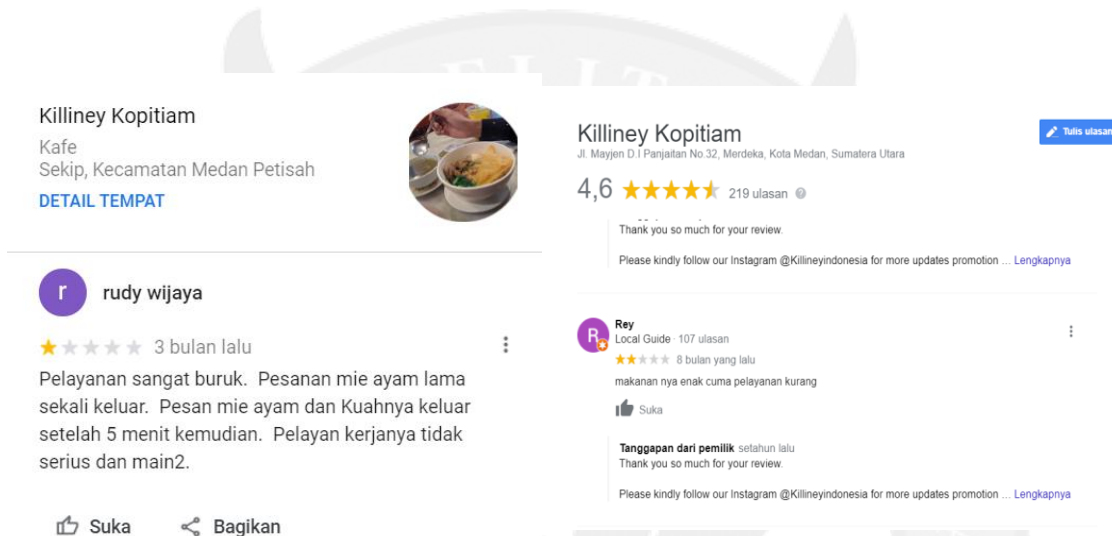 ELIT
Killiney Kopitiam
Kafe
Sekip, Kecamatan Medan Petisah
DETAIL TEMPAT
r
rudy wijaya
3 bulan lalu
Pelayanan sangat buruk. Pesanan mie ayam lama
sekali keluar. Pesan mie ayam dan Kuahnya keluar
setelah 5 menit kemudian. Pelayan kerjanya tidak
serius dan main2.
Suka
Bagikan
Killiney Kopitiam
Jl. Mayjen D.I Panjaitan No.32, Merdeka, Kota Medan, Sumatera Utara
Tulis ulasan
4,6
219 ulasan
Thank you so much for your review.
Please kindly follow our Instagram @Killineyindonesia for more updates promotion ... Lengkapnya
R
Rey
Local Guide · 107 ulasan
8 bulan yang lalu
makanan nya enak cuma pelayanan kurang
Suka
Tanggapan dari pemilik setahun lalu
Thank you so much for your review.
Please kindly follow our Instagram @Killineyindonesia for more updates promotion ... Lengkapnya